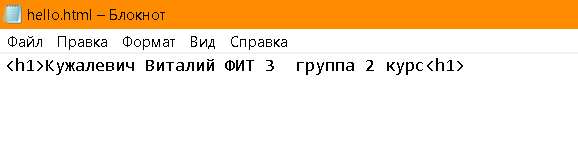 hello.html – Блокнот
Файл Правка Формат Вид Справка
<h1>Кужалевич Виталий ФИТ 3  группа 2 курс<h1>